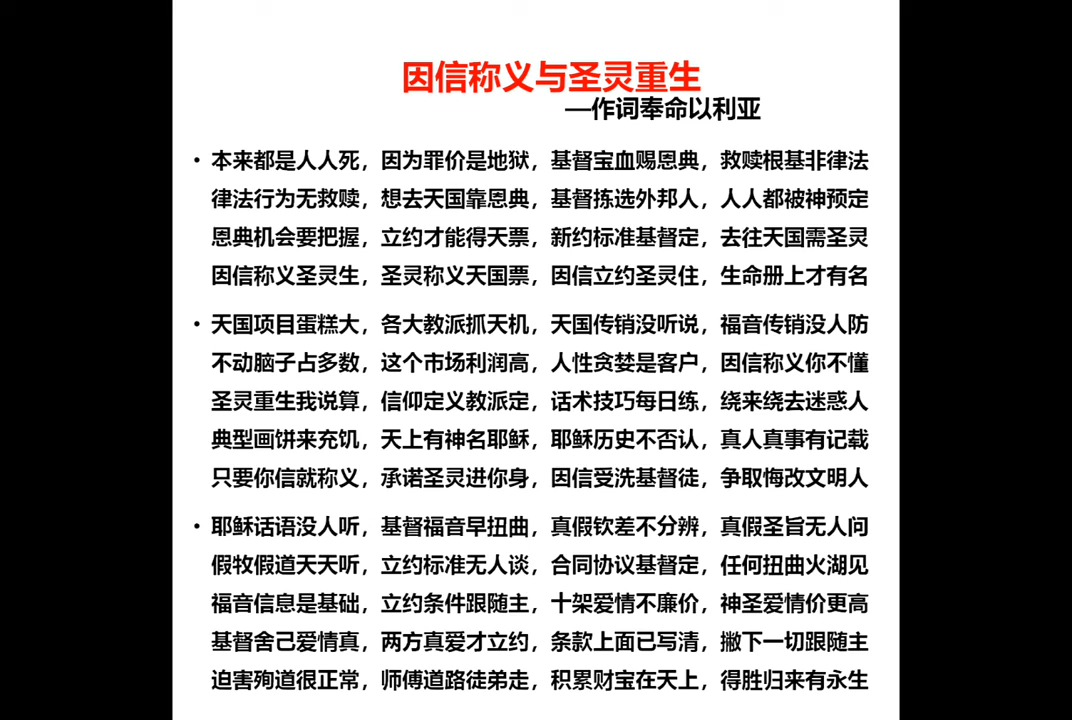 因信称义与圣灵重生
—作词奉命以利亚
• 本来都是人人死，因为罪价是地狱，基督宝血赐恩典，救赎根基非律法
律法行为无救赎，想去天国靠恩典，基督拣选外邦人，人人都被神预定
恩典机会要把握，立约才能得天票，新约标准基督定，去往天国需圣灵
因信称义圣灵生，圣灵称义天国票，因信立约圣灵住，生命册上才有名
• 天国项目蛋糕大，各大教派抓天机，天国传销没听说，福音传销没人防
不动脑子占多数，这个市场利润高，人性贪婪是客户，因信称义你不懂
圣灵重生我说算，信仰定义教派定，话术技巧每日练，绕来绕去迷惑人
典型画饼来充饥，天上有神名耶稣，耶稣历史不否认，真人真事有记载
只要你信就称义，承诺圣灵进你身，因信受洗基督徒，争取悔改文明人
• 耶稣话语没人听，基督福音早扭曲，真假钦差不分辨，真假圣旨无人问
假牧假道天天听，立约标准无人谈，合同协议基督定，任何扭曲火湖见
福音信息是基础，立约条件跟随主，十架爱情不廉价，神圣爱情价更高
基督舍己爱情真，两方真爱才立约，条款上面已写清，撇下一切跟随主
迫害殉道很正常，师傅道路徒弟走，积累财宝在天上，得胜归来有永生